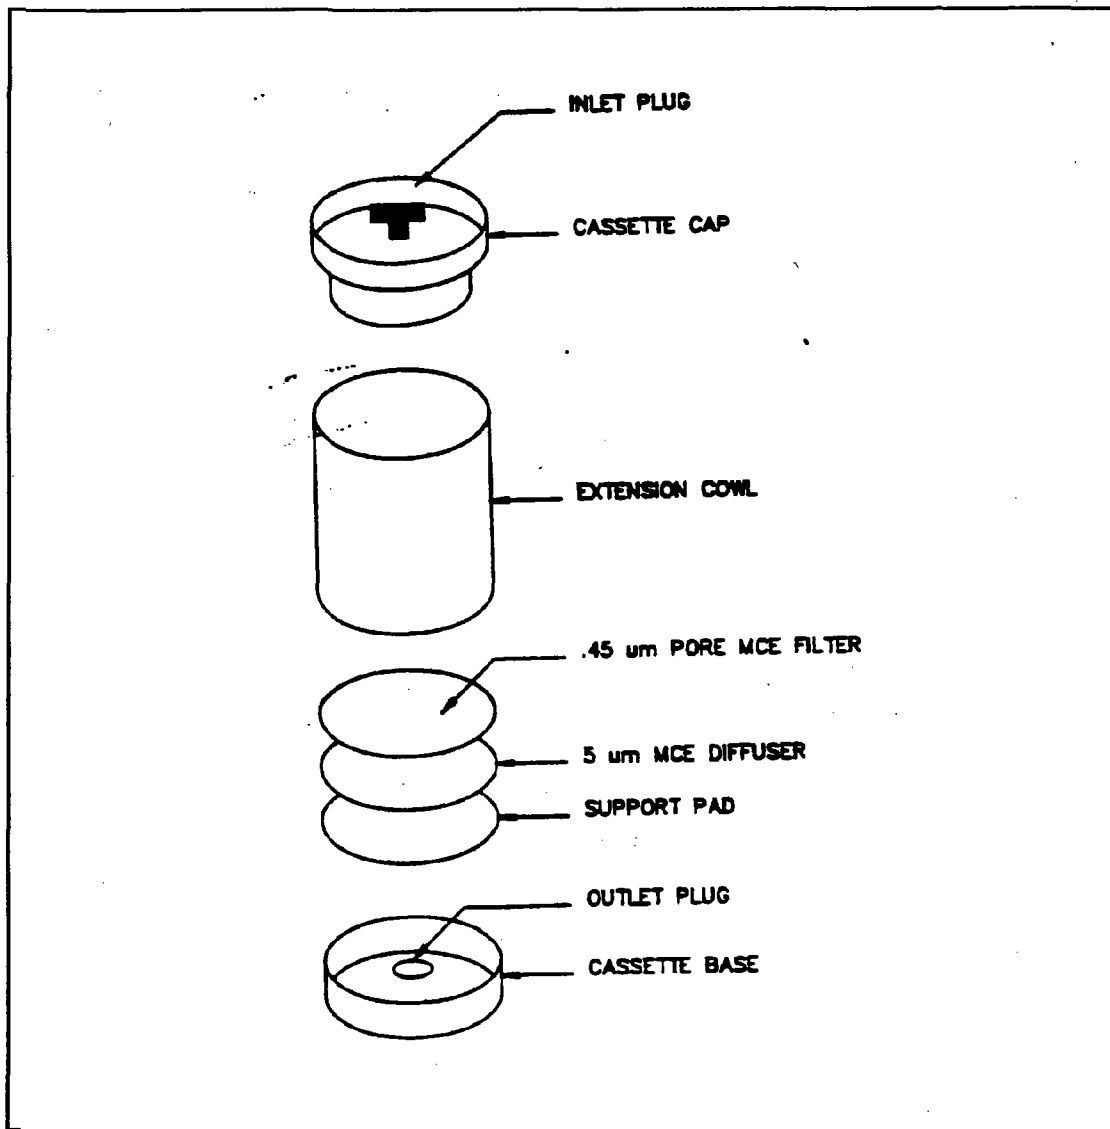 INLET PLUG
CASSETTE CAP
EXTENSION COWL
.45 um PORE MCE FILTER
5 um MCE DIFFUSER
SUPPORT PAD
OUTLET PLUG
CASSETTE BASE